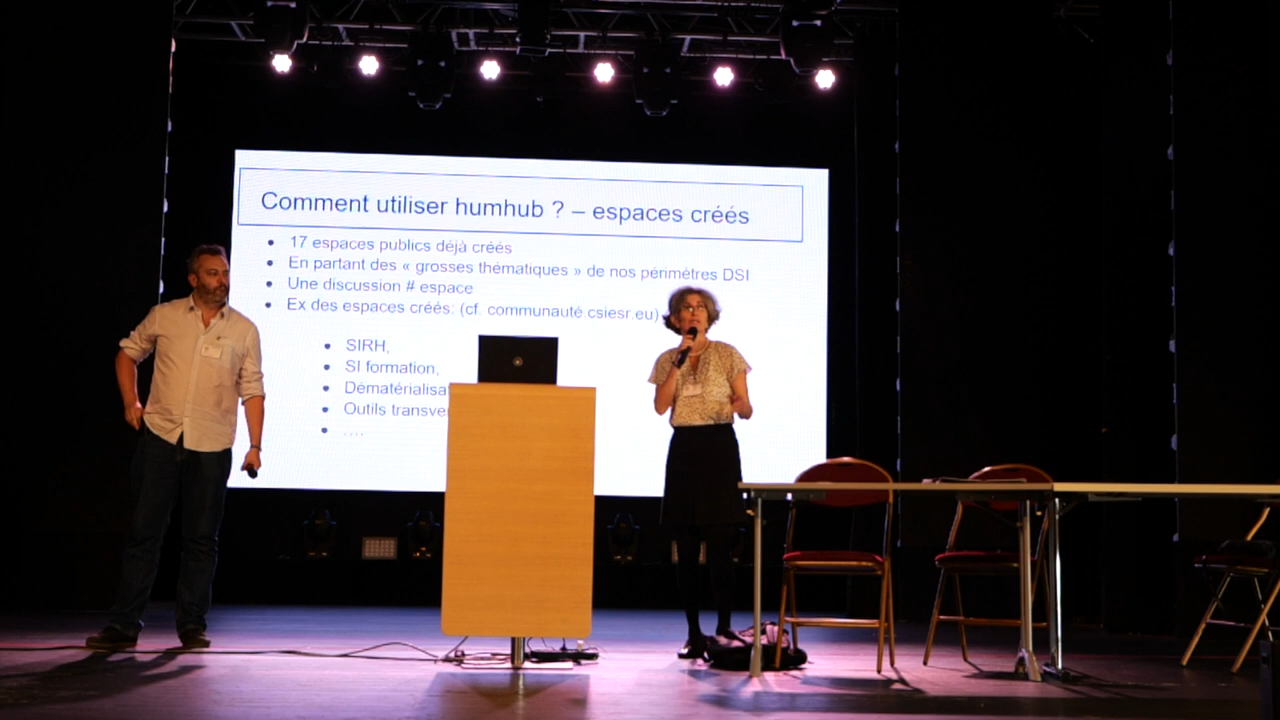 Comment utiliser humhub ? – espaces créés
• 17 espaces publics déjà créés
• En partant des « grosses thématiques » de nos périmètres DSI
• Une discussion # espace
• Ex des espaces créés: (cf. communauté.csiesr.eu)
• SIRH,
• SI formation,
• Dématérialisa
• Outils transve
• ....